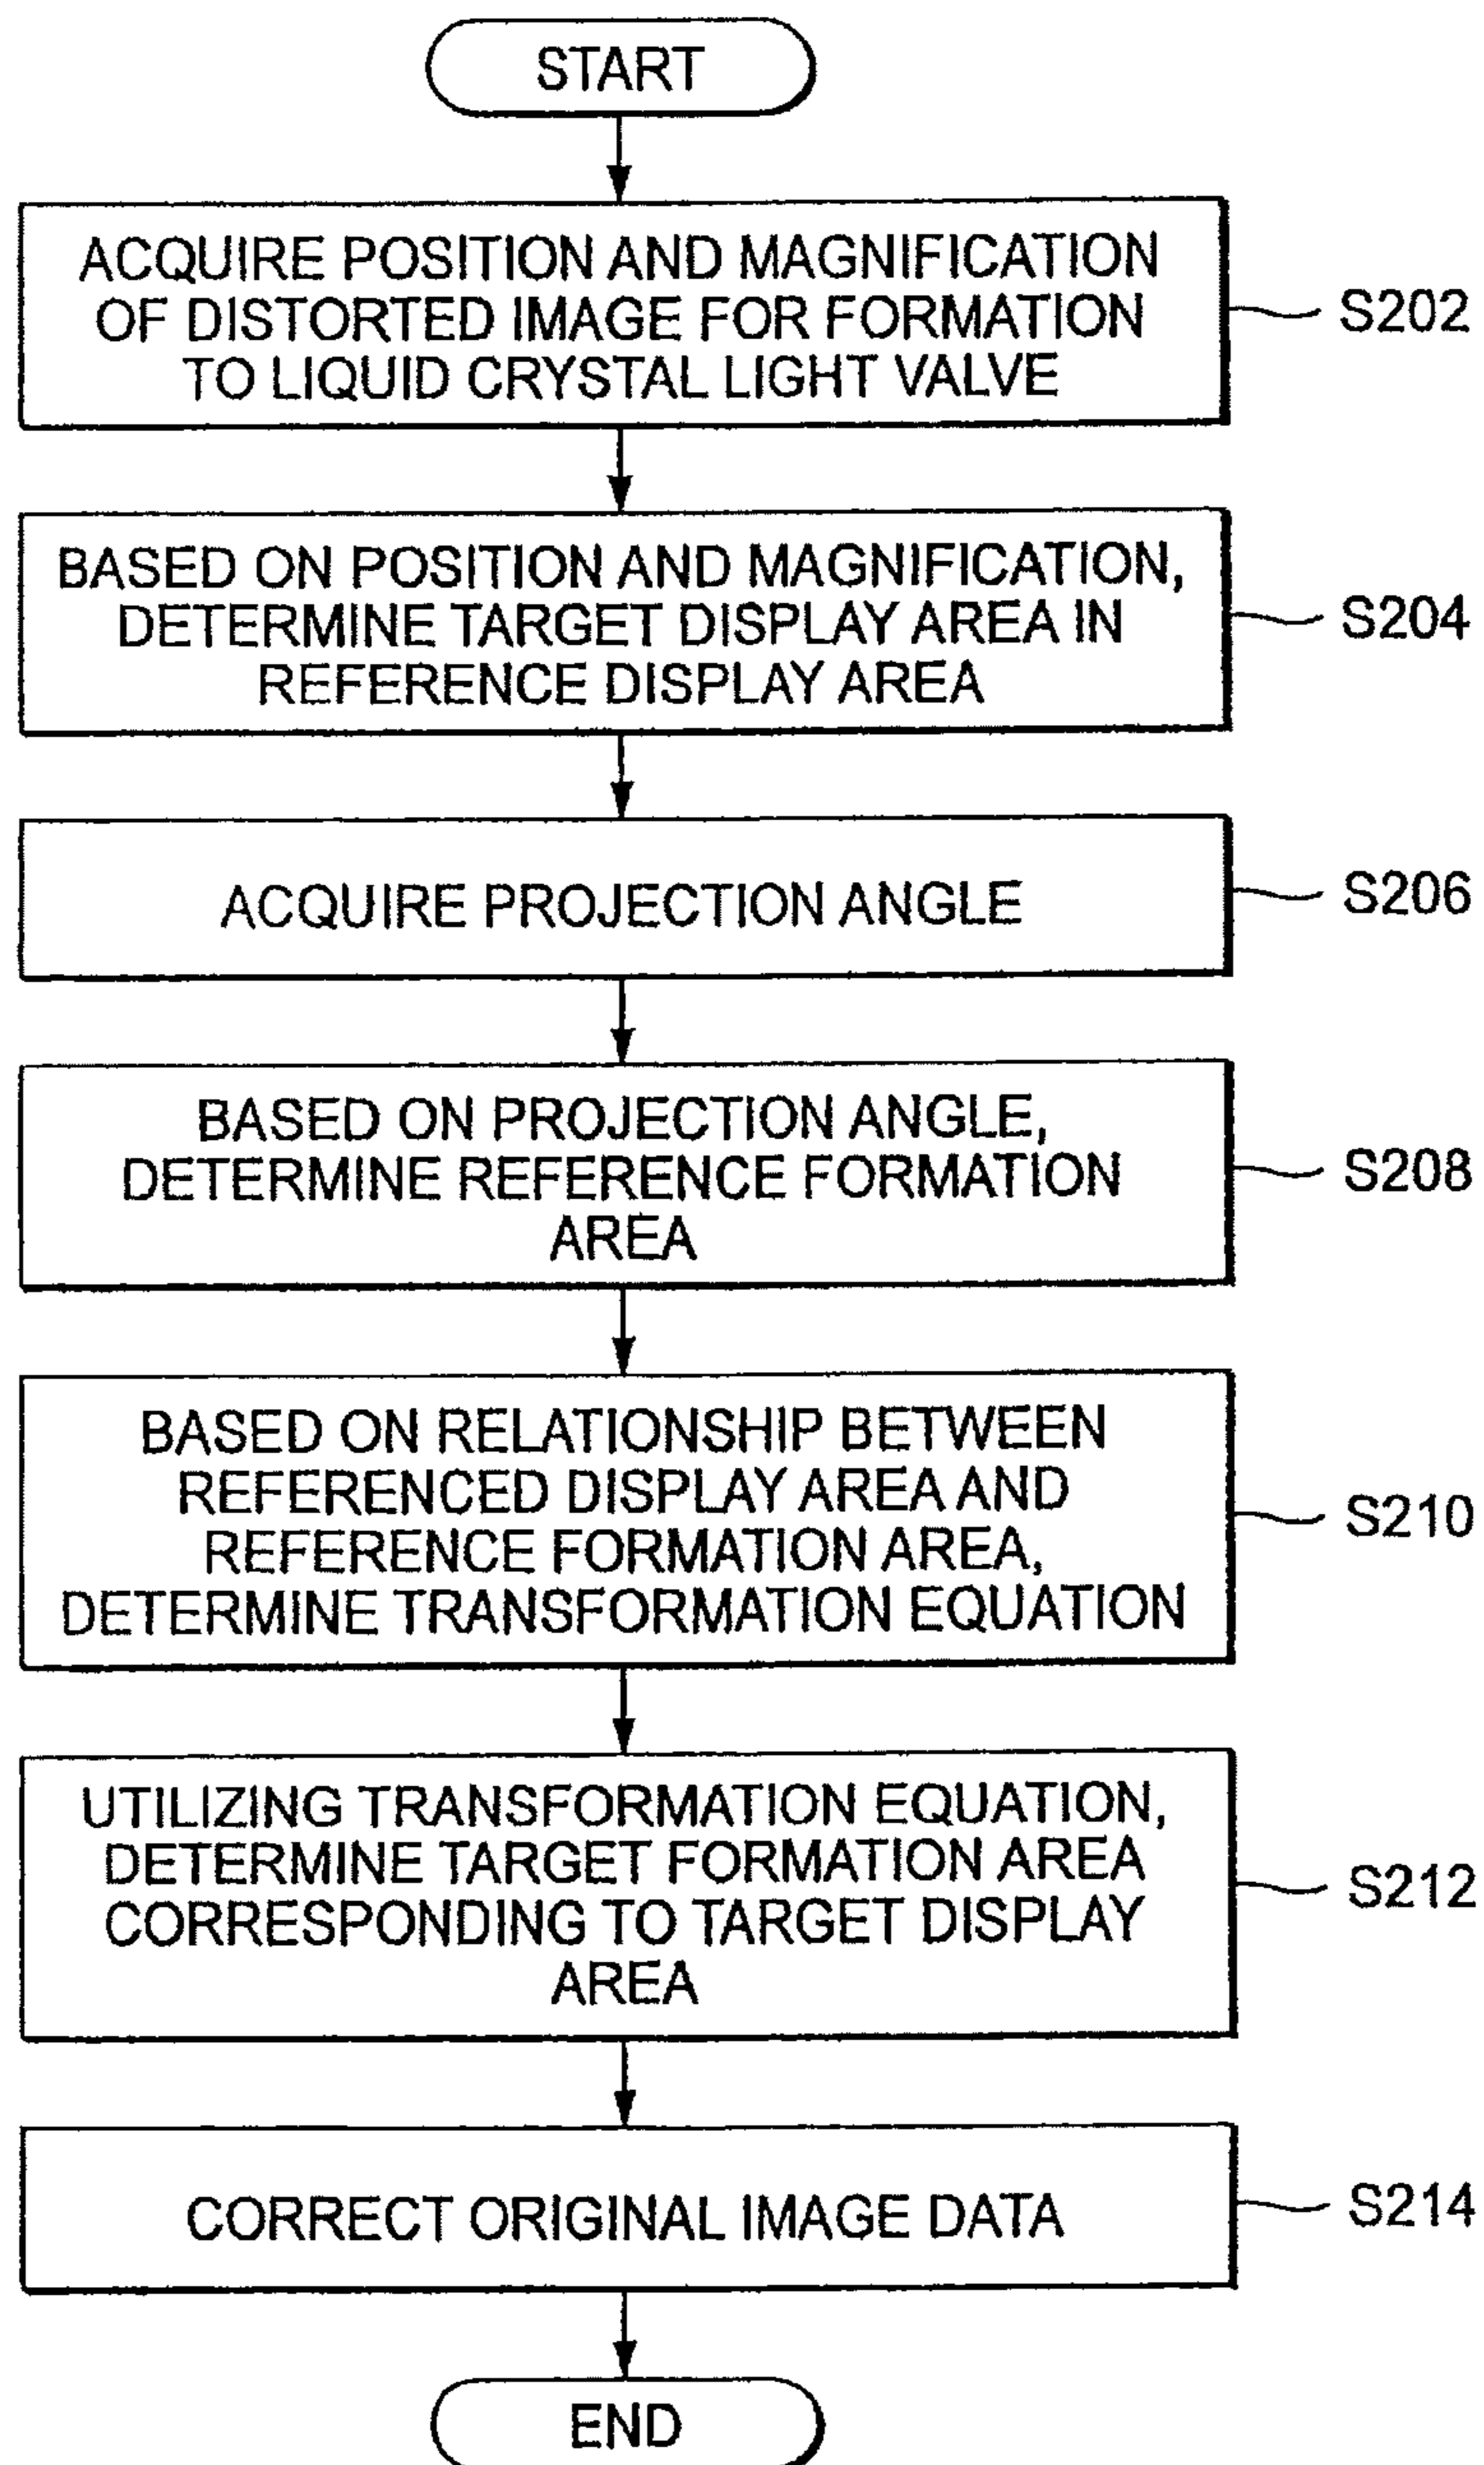 START
ACQUIRE POSITION AND MAGNIFICATION
OF DISTORTED IMAGE FOR FORMATION
TO LIQUID CRYSTAL LIGHT VALVE
S202
BASED ON POSITION AND MAGNIFICATION,
DETERMINE TARGET DISPLAY AREA IN
REFERENCE DISPLAY AREA
S204
ACQUIRE PROJECTION ANGLE
S206
BASED ON PROJECTION ANGLE,
DETERMINE REFERENCE FORMATION
AREA
S208
BASED ON RELATIONSHIP BETWEEN
REFERENCED DISPLAY AREA AND
REFERENCE FORMATION AREA,
DETERMINE TRANSFORMATION EQUATION
S210
UTILIZING TRANSFORMATION EQUATION,
DETERMINE TARGET FORMATION AREA
CORRESPONDING TO TARGET DISPLAY
AREA
S212
CORRECT ORIGINAL IMAGE DATA
S214
END